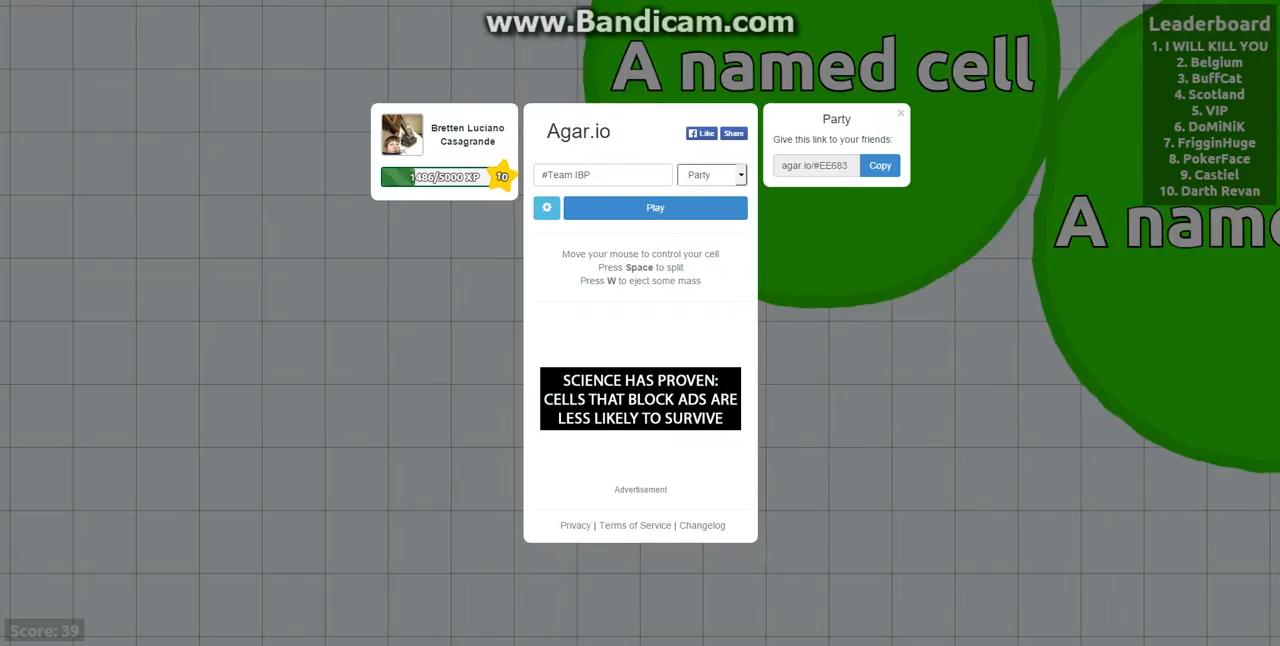 www.Bandicam.com
A named cell
Leaderboard
1. I WILL KILL YOU
2. Belgium
3. BuffCat
4. Scotland
5. VIP
6. DoMiNiK
7. FrigginHuge
8. PokerFace
9. Castiel
10. Darth Revan
A name
Bretten Luciano
Casagrande
1486/5000 XP
10
Agar.io
Like
Share
#Team IBP
Party
Play
Move your mouse to control your cell
Press Space to split
Press W to eject some mass
SCIENCE HAS PROVEN:
CELLS THAT BLOCK ADS ARE
LESS LIKELY TO SURVIVE
Advertisement
Privacy | Terms of Service | Changelog
Party
×
Give this link to your friends:
agar.io/#EE683
Copy
Score: 39